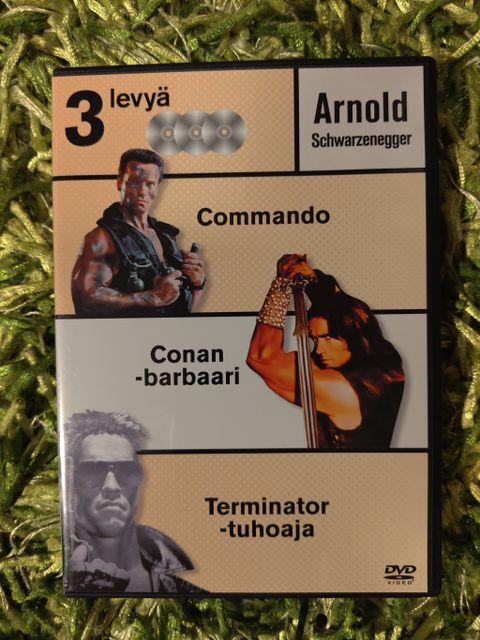 3 levyä
Arnold
Schwarzenegger
Commando
Conan
-barbaari
Terminator
-tuhoaja
DVD
VIDEO